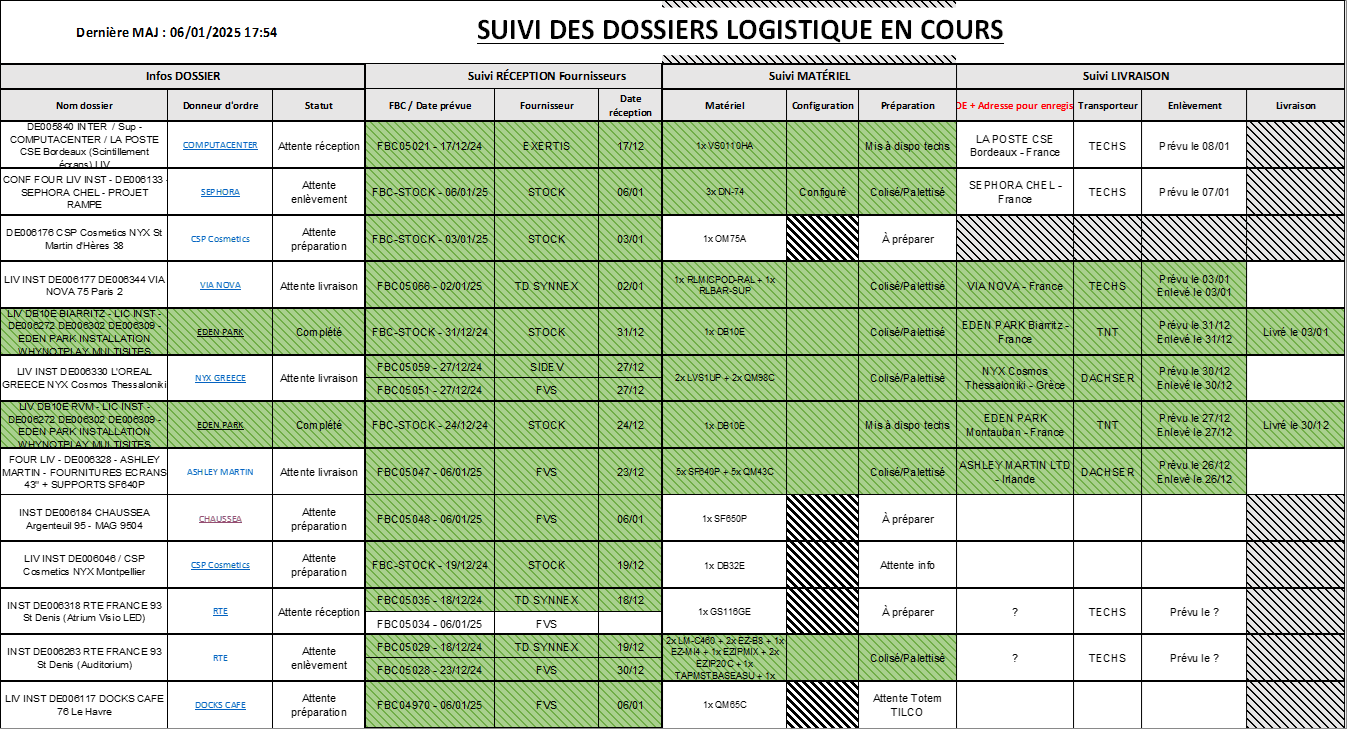 Dernière MAJ : 06/01/2025 17:54
SUIVI DES DOSSIERS LOGISTIQUE EN COURS
Infos DOSSIER
Suivi RÉCEPTION Fournisseurs
Suivi MATÉRIEL
Suivi LIVRAISON
Nom dossier
Donneur d'ordre
Statut
FBC / Date prévue
Fournisseur
Date
réception
Matériel
Configuration
Préparation
DE + Adresse pour enregis
Transporteur
Enlèvement
Livraison
DE005840 INTER / Sup -
COMPUTACENTER / LA POSTE
CSE Bordeaux (Scintillement
écrans) LIV
COMPUTACENTER
Attente réception
FBC05021 - 17/12/24
EXERTIS
17/12
1x VS0110HA
Mis à dispo techs
LA POSTE CSE
Bordeaux - France
TECHS
Prévu le 08/01
CONF FOUR LIV INST - DE006133 -
SEPHORA CHEL - PROJET
RAMPE
SEPHORA
Attente
enlèvement
FBC-STOCK - 06/01/25
STOCK
06/01
3x DN-74
Configuré
Colisé/Palettisé
SEPHORA CHEL -
France
TECHS
Prévu le 07/01
DE006176 CSP Cosmetics NYX St
Martin d'Hères 38
CSP Cosmetics
Attente
préparation
FBC-STOCK - 03/01/25
STOCK
03/01
1x OM75A
À préparer
LIV INST DE006177 DE006344 VIA
NOVA 75 Paris 2
VIA NOVA
Attente livraison
FBC05066 - 02/01/25
TD SYNNEX
02/01
1x RLMICPOD-RAL + 1x
RLBAR-SUP
Colisé/Palettisé
VIA NOVA - France
TECHS
Prévu le 03/01
Enlevé le 03/01
LIV DB10E BIARRITZ - LIC INST -
DE006272 DE006302 DE006309 -
EDEN PARK INSTALLATION
WHYNOTPLAY MULTISITES
EDEN PARK
Complété
FBC-STOCK - 31/12/24
STOCK
31/12
1x DB10E
Colisé/Palettisé
EDEN PARK Biarritz -
France
TNT
Prévu le 31/12
Enlevé le 31/12
Livré le 03/01
LIV INST DE006330 L'OREAL
GREECE NYX Cosmos Thessaloniki
NYX GREECE
Attente livraison
FBC05059 - 27/12/24
SIDEV
27/12
FBC05051 - 27/12/24
FVS
27/12
2x LVS1UP + 2x QM98C
Colisé/Palettisé
NYX Cosmos
Thessaloniki - Grèce
DACHSER
Prévu le 30/12
Enlevé le 30/12
LIV DB10E RVM - LIC INST -
DE006272 DE006302 DE006309 -
EDEN PARK INSTALLATION
WHYNOTPLAY MULTISITES
EDEN PARK
Complété
FBC-STOCK - 24/12/24
STOCK
24/12
1x DB10E
Mis à dispo techs
EDEN PARK
Montauban - France
TNT
Prévu le 27/12
Enlevé le 27/12
Livré le 30/12
FOUR LIV - DE006328 - ASHLEY
MARTIN - FOURNITURES ECRANS
43" + SUPPORTS SF640P
ASHLEY MARTIN
Attente livraison
FBC05047 - 06/01/25
FVS
23/12
5x SF640P + 5x QM43C
Colisé/Palettisé
ASHLEY MARTIN LTD
- Irlande
DACHSER
Prévu le 26/12
Enlevé le 26/12
INST DE006184 CHAUSSEA
Argenteuil 95 - MAG 9504
CHAUSSEA
Attente
préparation
FBC05048 - 06/01/25
FVS
06/01
1x SF650P
À préparer
LIV INST DE006046 / CSP
Cosmetics NYX Montpellier
CSP Cosmetics
Attente
préparation
FBC-STOCK - 19/12/24
STOCK
19/12
1x DB32E
Attente info
INST DE006318 RTE FRANCE 93
St Denis (Atrium Visio LED)
RTE
Attente réception
FBC05035 - 18/12/24
TD SYNNEX
18/12
FBC05034 - 06/01/25
FVS
1x GS116GE
À préparer
?
TECHS
Prévu le ?
INST DE006263 RTE FRANCE 93
St Denis (Auditorium)
RTE
Attente
enlèvement
FBC05029 - 18/12/24
TD SYNNEX
19/12
FBC05028 - 23/12/24
FVS
30/12
2x LM-C460 + 2x EZ-B8 + 1x
EZ-MI4 + 1x EZIPMIX + 2x
EZIP20C + 1x
TAPMSTBASEASU + 1x
Colisé/Palettisé
?
TECHS
Prévu le ?
LIV INST DE006117 DOCKS CAFE
76 Le Havre
DOCKS CAFE
Attente
préparation
FBC04970 - 06/01/25
FVS
06/01
1x QM65C
Attente Totem
TILCO